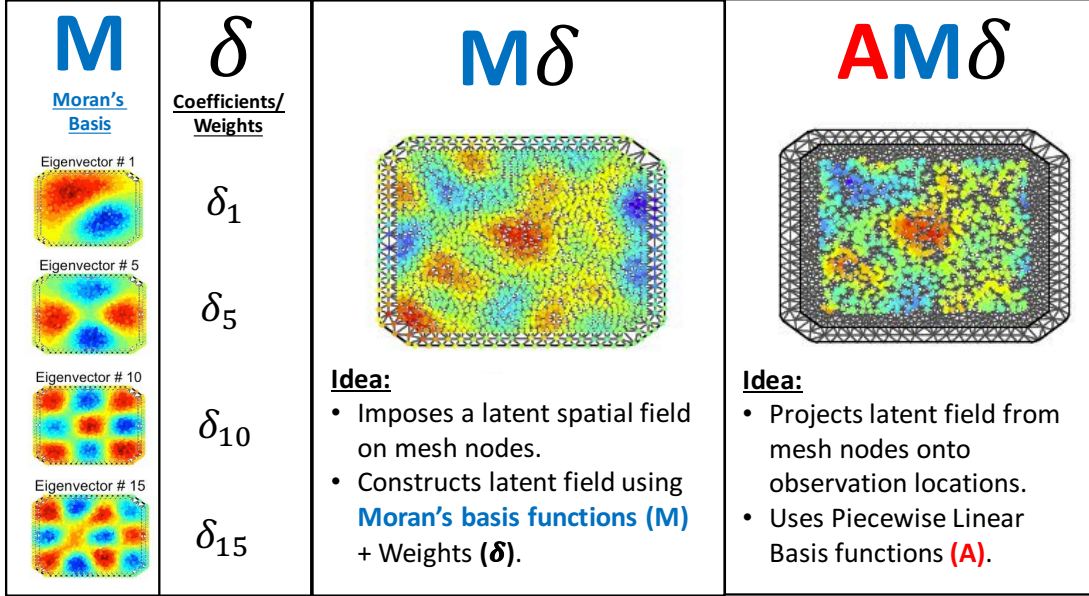 M
Moran's
Basis
Eigenvector # 1
Eigenvector # 5
Eigenvector # 10
Eigenvector # 15
δ
Coefficients/
Weights
δ₁
δ₅
δ₁₀
δ₁₅
Mδ
Idea:
• Imposes a latent spatial field
on mesh nodes.
• Constructs latent field using
Moran's basis functions (M)
+ Weights (δ).
AMδ
Idea:
• Projects latent field from
mesh nodes onto
observation locations.
• Uses Piecewise Linear
Basis functions (A).